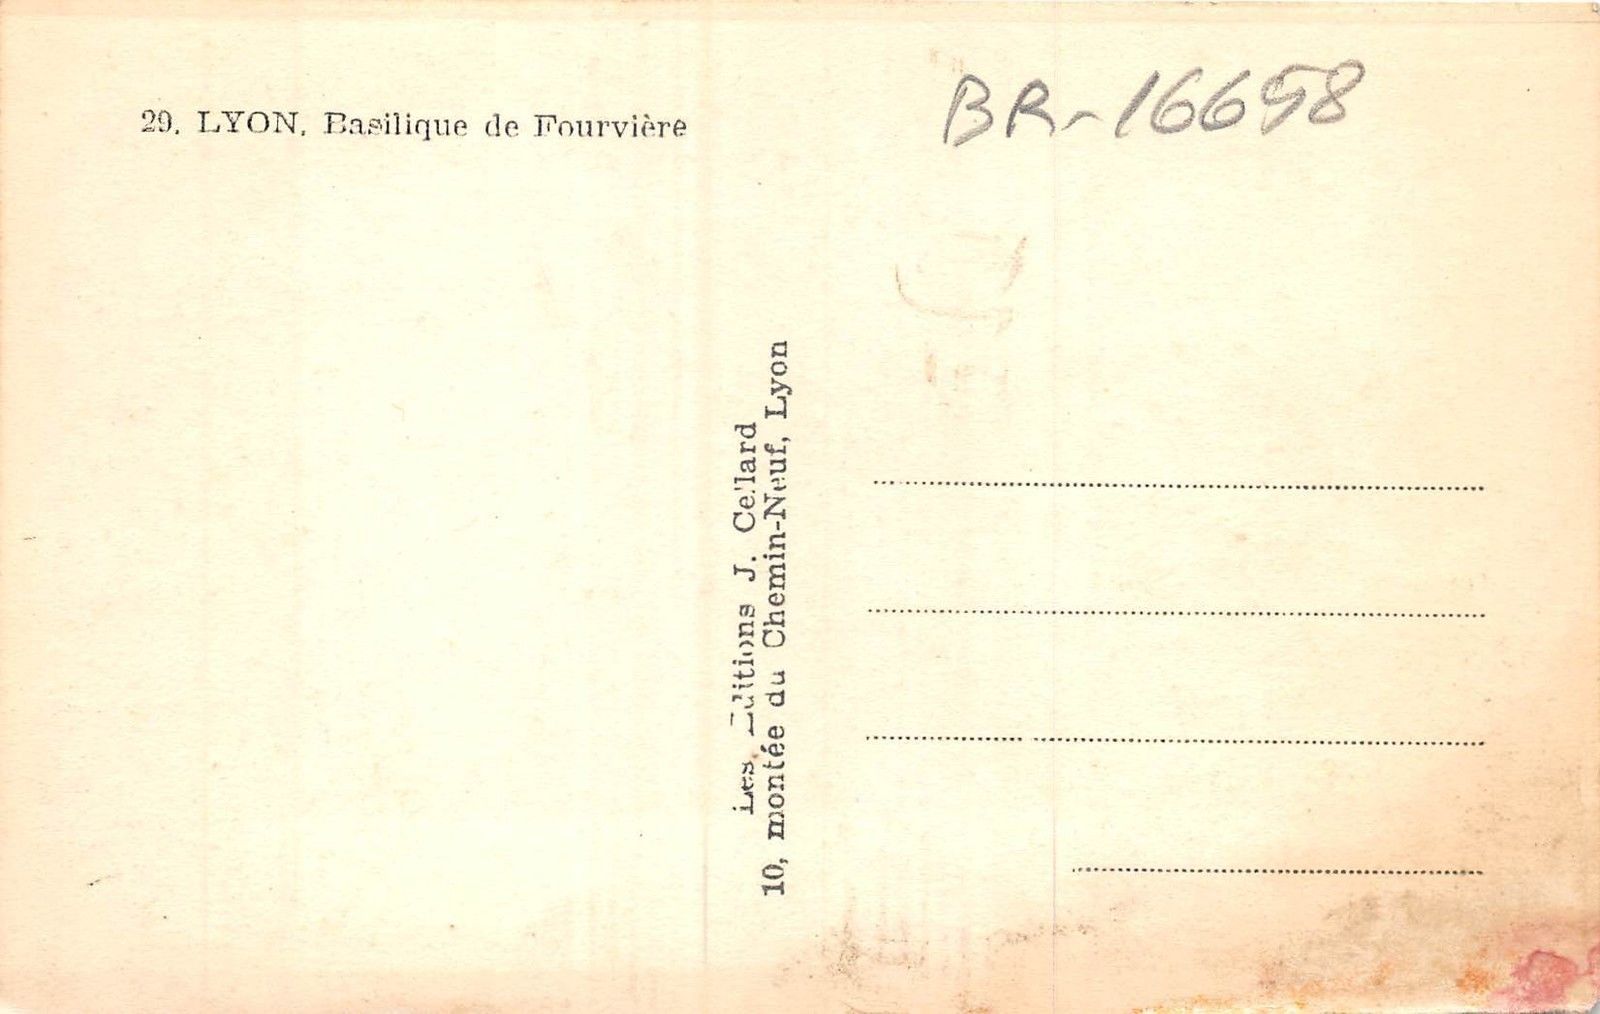 29. LYON. Basilique de Fourvière
BR-16698
Les Editions J. Cellard
10, montée du Chemin-Neuf, Lyon